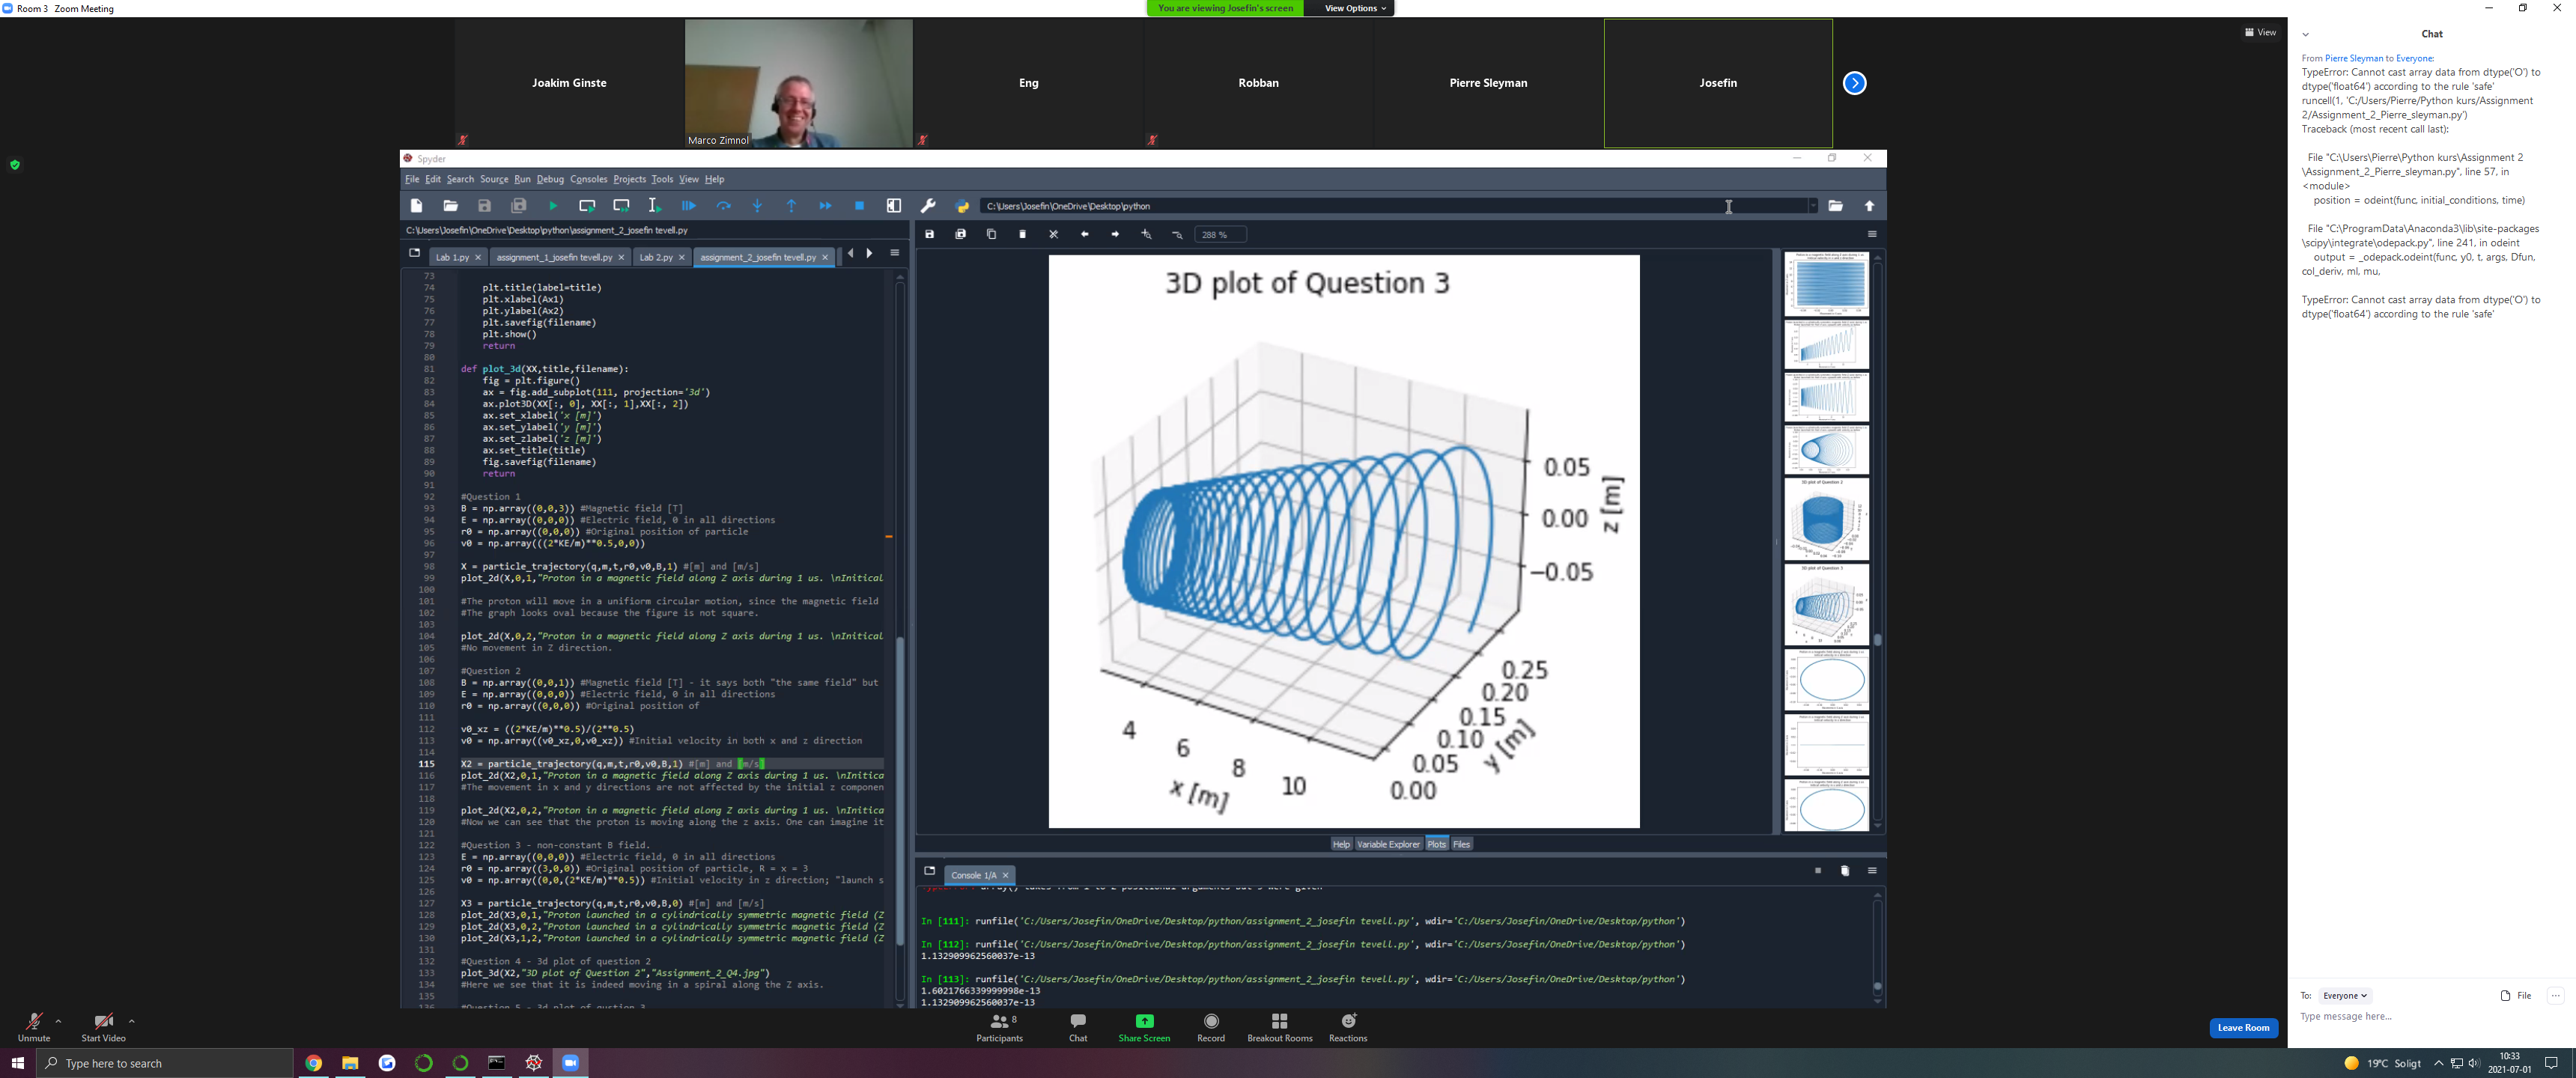 Room 3 Zoom Meeting
You are viewing Josefin's screen
View Options
View
Joakim Ginste
Marco Zimnol
Eng
Robban
Pierre Sleyman
Josefin
Spyder
File Edit Search Source Run Debug Consoles Projects Tools View Help
C:\Users\Josefin\OneDrive\Desktop\python
C:\Users\Josefin\OneDrive\Desktop\python\assignment_2_josefin tevell.py
Lab 1.py
assignment_1_josefin tevell.py
Lab 2.py
assignment_2_josefin tevell.py
73
74 plt.title(label=title)
75 plt.xlabel(Ax1)
76 plt.ylabel(Ax2)
77 plt.savefig(filename)
78 plt.show()
79 return
80
81 def plot_3d(XX,title,filename):
82 fig = plt.figure()
83 ax = fig.add_subplot(111, projection='3d')
84 ax.plot3D(XX[:, 0], XX[:, 1],XX[:, 2])
85 ax.set_xlabel('x [m]')
86 ax.set_ylabel('y [m]')
87 ax.set_zlabel('z [m]')
88 ax.set_title(title)
89 fig.savefig(filename)
90 return
91
92 #Question 1
93 B = np.array((0,0,3)) #Magnetic field [T]
94 E = np.array((0,0,0)) #Electric field, 0 in all directions
95 r0 = np.array((0,0,0)) #Original position of particle
96 v0 = np.array(((2*KE/m)**0.5,0,0))
97
98 X = particle_trajectory(q,m,t,r0,v0,B,1) #[m] and [m/s]
99 plot_2d(X,0,1,"Proton in a magnetic field along Z axis during 1 us. \nInitical
100
101 #The proton will move in a unifiorm circular motion, since the magnetic field
102 #The graph looks oval because the figure is not square.
103
104 plot_2d(X,0,2,"Proton in a magnetic field along Z axis during 1 us. \nInitical
105 #No movement in Z direction.
106
107 #Question 2
108 B = np.array((0,0,1)) #Magnetic field [T] - it says both "the same field" but
109 E = np.array((0,0,0)) #Electric field, 0 in all directions
110 r0 = np.array((0,0,0)) #Original position of
111
112 v0_xz = ((2*KE/m)**0.5)/(2**0.5)
113 v0 = np.array((v0_xz,0,v0_xz)) #Initial velocity in both x and z direction
114
115 X2 = particle_trajectory(q,m,t,r0,v0,B,1) #[m] and [m/s]
116 plot_2d(X2,0,1,"Proton in a magnetic field along Z axis during 1 us. \nInitica
117 #The movement in x and y directions are not affected by the initial z componen
118
119 plot_2d(X2,0,2,"Proton in a magnetic field along Z axis during 1 us. \nInitica
120 #Now we can see that the proton is moving along the z axis. One can imagine it
121
122 #Question 3 - non-constant B field.
123 E = np.array((0,0,0)) #Electric field, 0 in all directions
124 r0 = np.array((3,0,0)) #Original position of particle, R = x = 3
125 v0 = np.array((0,0,(2*KE/m)**0.5)) #Initial velocity in z direction; "launch s
126
127 X3 = particle_trajectory(q,m,t,r0,v0,B,0) #[m] and [m/s]
128 plot_2d(X3,0,1,"Proton launched in a cylindrically symmetric magnetic field (Z
129 plot_2d(X3,0,2,"Proton launched in a cylindrically symmetric magnetic field (Z
130 plot_2d(X3,1,2,"Proton launched in a cylindrically symmetric magnetic field (Z
131
132 #Question 4 - 3d plot of question 2
133 plot_3d(X2,"3D plot of Question 2","Assignment_2_Q4.jpg")
134 #Here we see that it is indeed moving in a spiral along the Z axis.
135
288 %
3D plot of Question 3
0.05
0.00
−0.05
z [m]
0.25
0.20
0.15
0.10
0.05
0.00
y [m]
4
6
8
10
x [m]
3D plot of Question 2
3D plot of Question 3
Help Variable Explorer Plots Files
Console 1/A
In [111]: runfile('C:/Users/Josefin/OneDrive/Desktop/python/assignment_2_josefin tevell.py', wdir='C:/Users/Josefin/OneDrive/Desktop/python')
In [112]: runfile('C:/Users/Josefin/OneDrive/Desktop/python/assignment_2_josefin tevell.py', wdir='C:/Users/Josefin/OneDrive/Desktop/python')
1.132909962560037e-13
In [113]: runfile('C:/Users/Josefin/OneDrive/Desktop/python/assignment_2_josefin tevell.py', wdir='C:/Users/Josefin/OneDrive/Desktop/python')
1.6021766339999998e-13
1.132909962560037e-13
Chat
From Pierre Sleyman to Everyone:
TypeError: Cannot cast array data from dtype('O') to
dtype('float64') according to the rule 'safe'
runcell(1, 'C:/Users/Pierre/Python kurs/Assignment
2/Assignment_2_Pierre_sleyman.py')
Traceback (most recent call last):
File "C:\Users\Pierre\Python kurs\Assignment 2
\Assignment_2_Pierre_sleyman.py", line 57, in
<module>
position = odeint(func, initial_conditions, time)
File "C:\ProgramData\Anaconda3\lib\site-packages
\scipy\integrate\odepack.py", line 241, in odeint
output = _odepack.odeint(func, y0, t, args, Dfun,
col_deriv, ml, mu,
TypeError: Cannot cast array data from dtype('O') to
dtype('float64') according to the rule 'safe'
To: Everyone
File
Type message here...
Unmute
Start Video
Participants
8
Chat
Share Screen
Record
Breakout Rooms
Reactions
Leave Room
Type here to search
19°C Soligt
10:33
2021-07-01